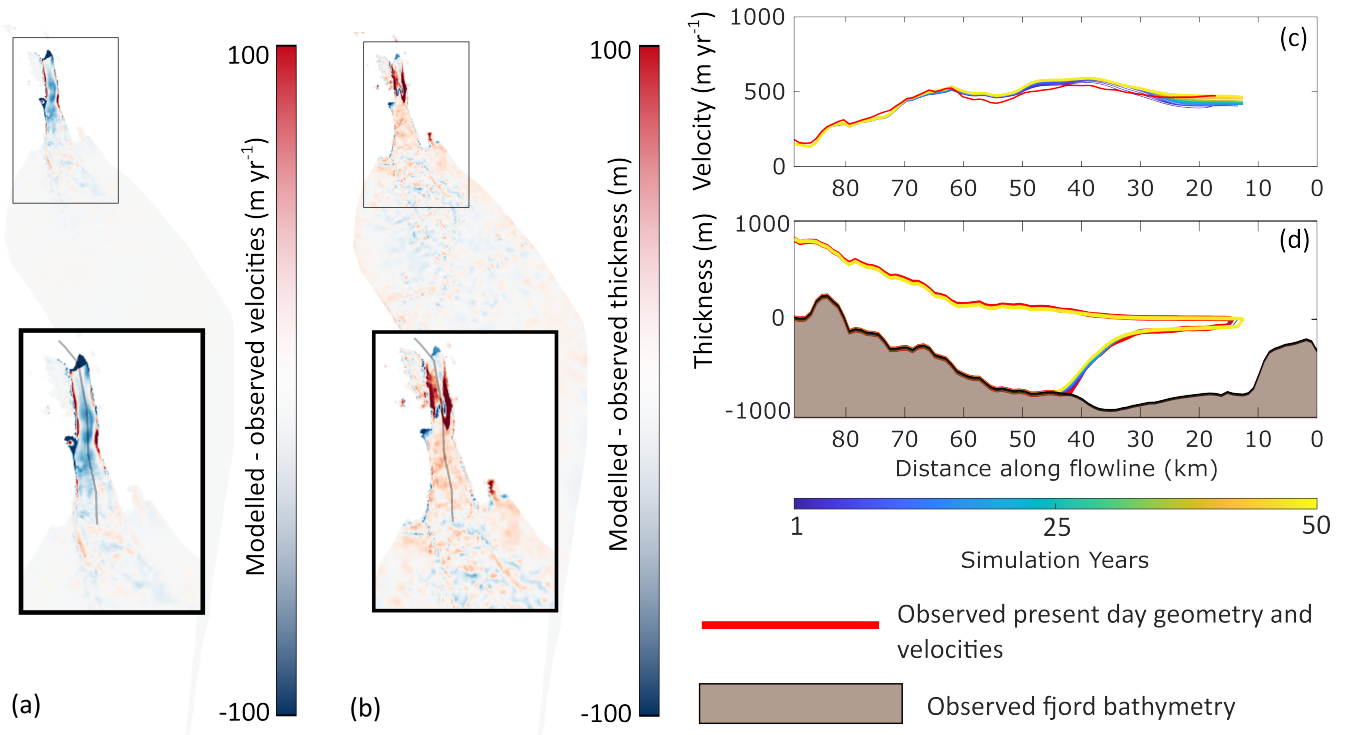 100
Modelled - observed velocities (m yr-1)
-100
(a)
100
Modelled - observed thickness (m)
-100
(b)
1000
500
0
Velocity (m yr-1)
(c)
80 70 60 50 40 30 20 10 0
1000
0
-1000
Thickness (m)
(d)
80 70 60 50 40 30 20 10 0
Distance along flowline (km)
1 25 50
Simulation Years
Observed present day geometry and
velocities
Observed fjord bathymetry